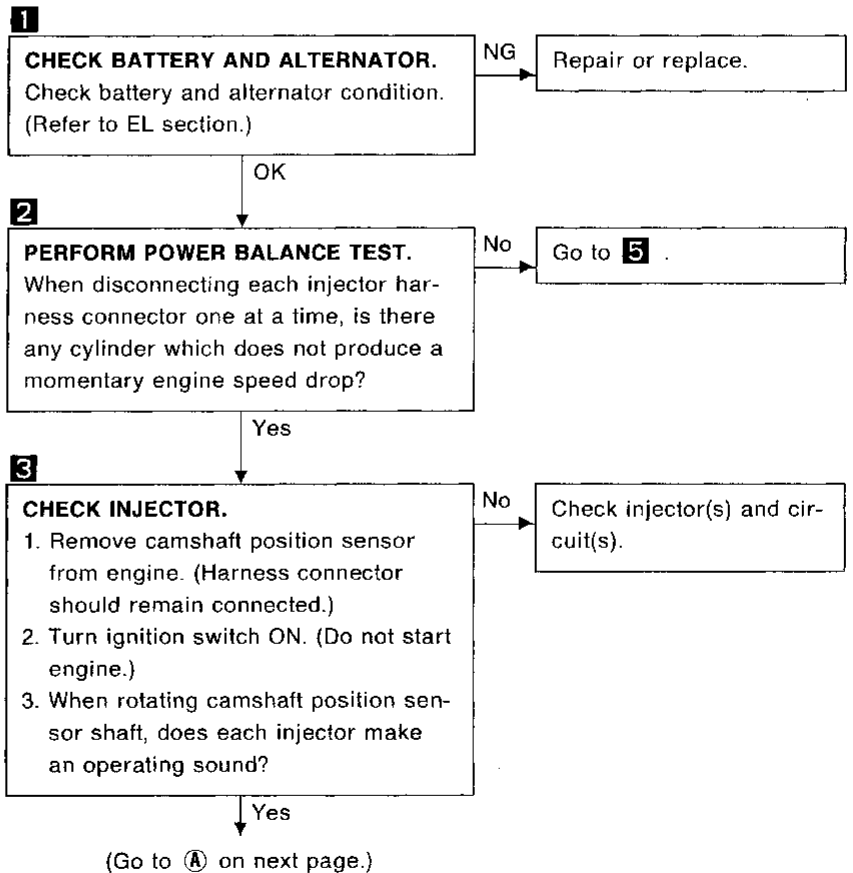 1
CHECK BATTERY AND ALTERNATOR.
Check battery and alternator condition.
(Refer to EL section.)
NG
Repair or replace.
OK
2
PERFORM POWER BALANCE TEST.
When disconnecting each injector har-
ness connector one at a time, is there
any cylinder which does not produce a
momentary engine speed drop?
No
Go to 5 .
Yes
3
CHECK INJECTOR.
1. Remove camshaft position sensor
from engine. (Harness connector
should remain connected.)
2. Turn ignition switch ON. (Do not start
engine.)
3. When rotating camshaft position sen-
sor shaft, does each injector make
an operating sound?
No
Check injector(s) and cir-
cuit(s).
Yes
(Go to Ⓐ on next page.)